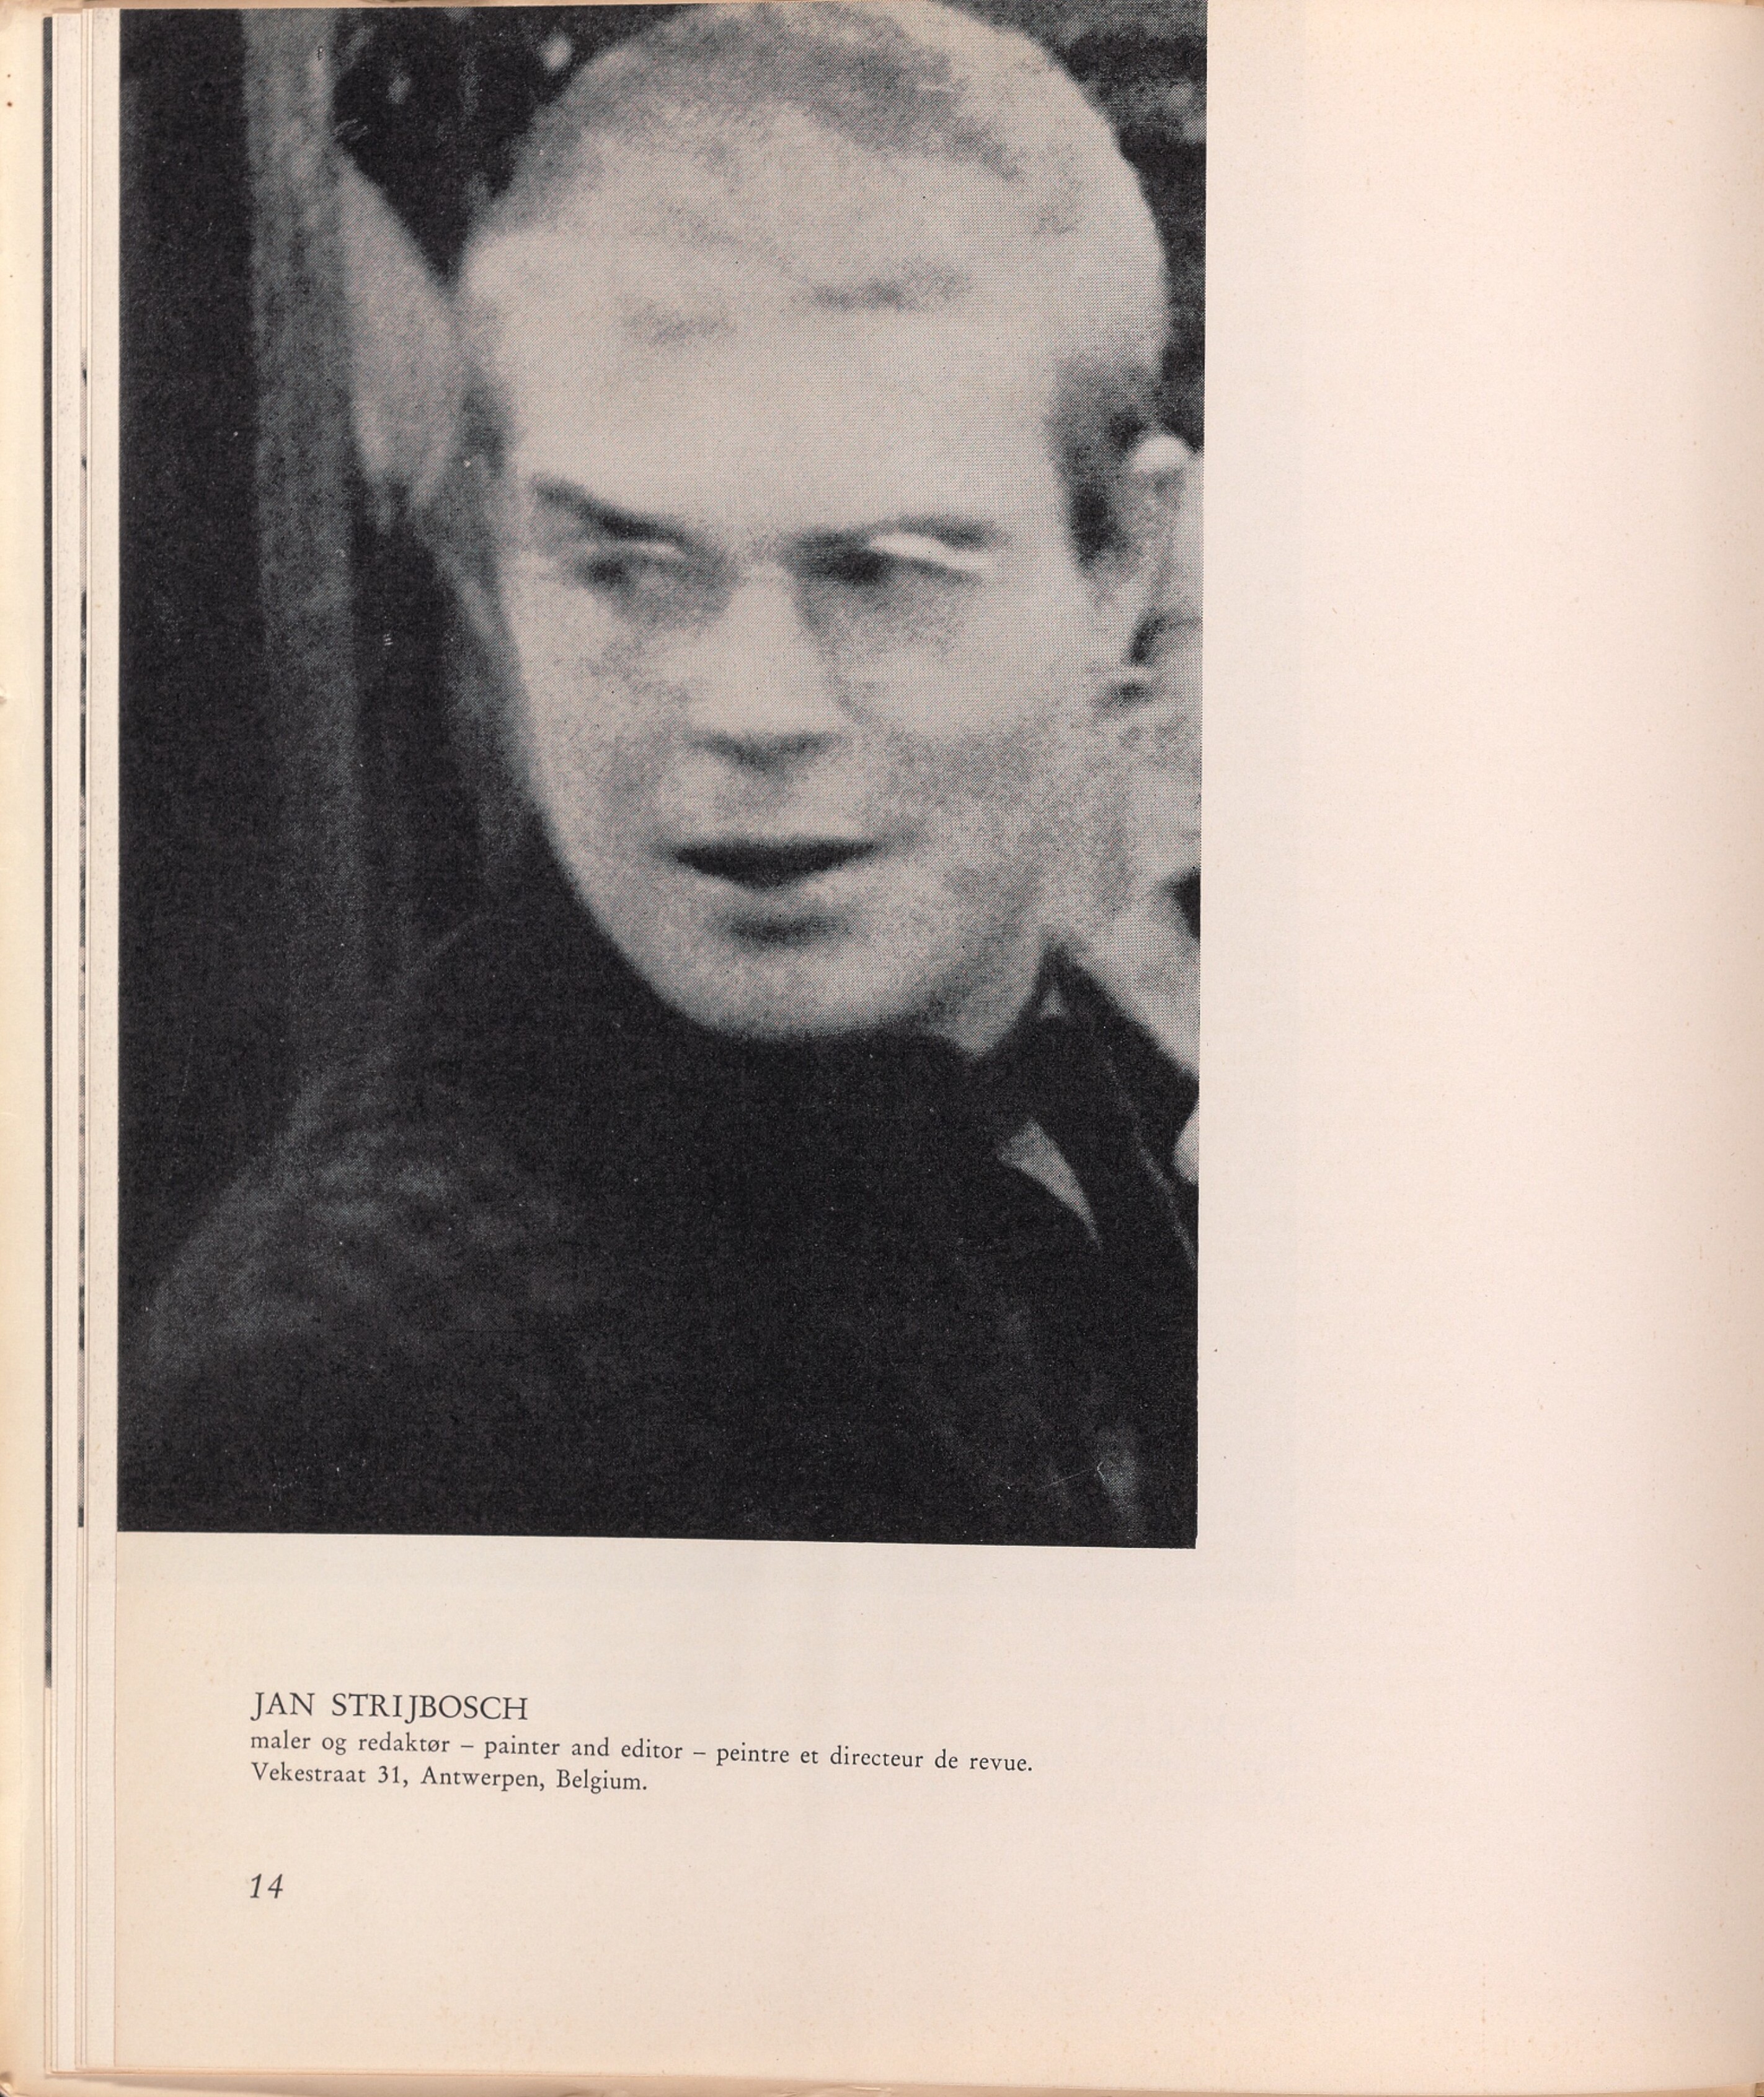 JAN STRIJBOSCH
maler og redaktør – painter and editor – peintre et directeur de revue.
Vekestraat 31, Antwerpen, Belgium.
14